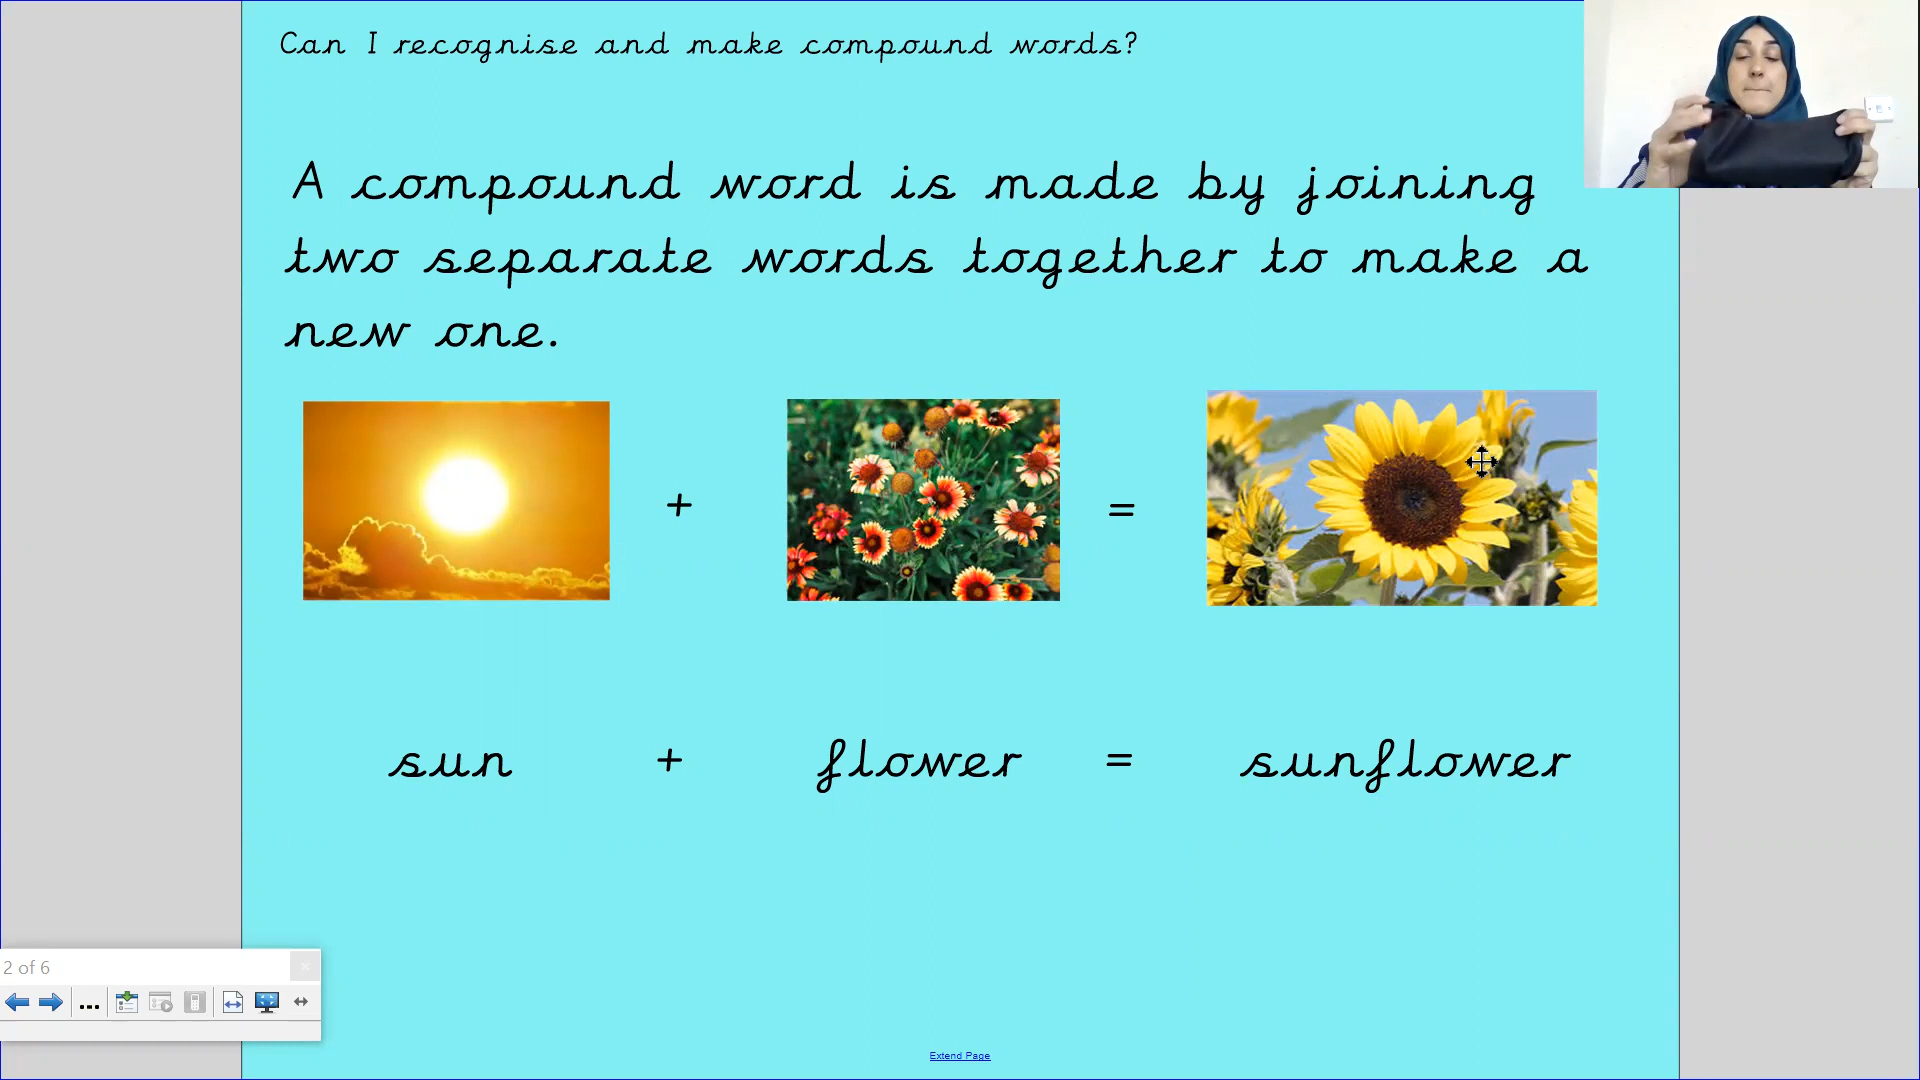 Can I recognise and make compound words?
A compound word is made by joining
two separate words together to make a
new one.
+ =
sun + flower = sunflower
2 of 6
...
Extend Page